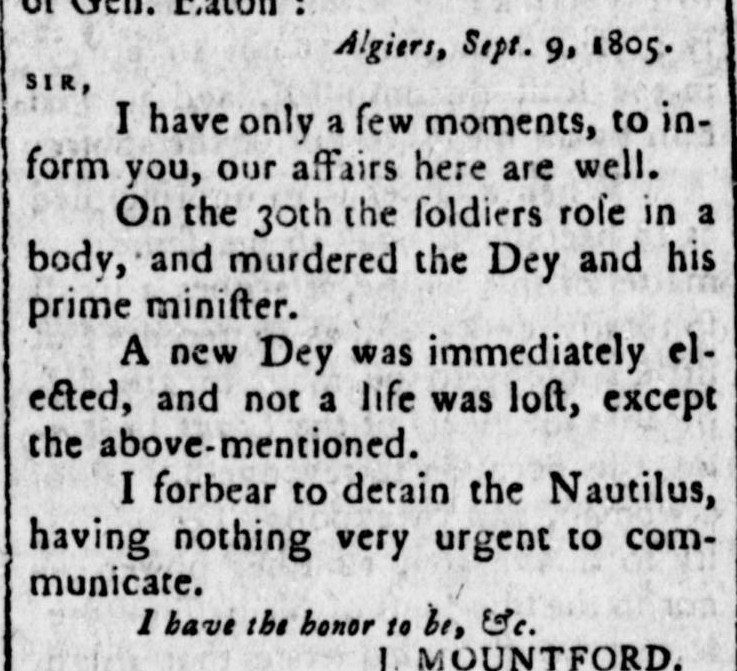 of Gen. Eaton :
Algiers, Sept. 9, 1805.
SIR,
I have only a few moments, to in-
form you, our affairs here are well.
On the 30th the ſoldiers roſe in a
body, and murdered the Dey and his
prime miniſter.
A new Dey was immediately el-
ected, and not a life was loſt, except
the above-mentioned.
I forbear to detain the Nautilus,
having nothing very urgent to com-
municate.
I have the honor to be, &c.
J. MOUNTFORD.